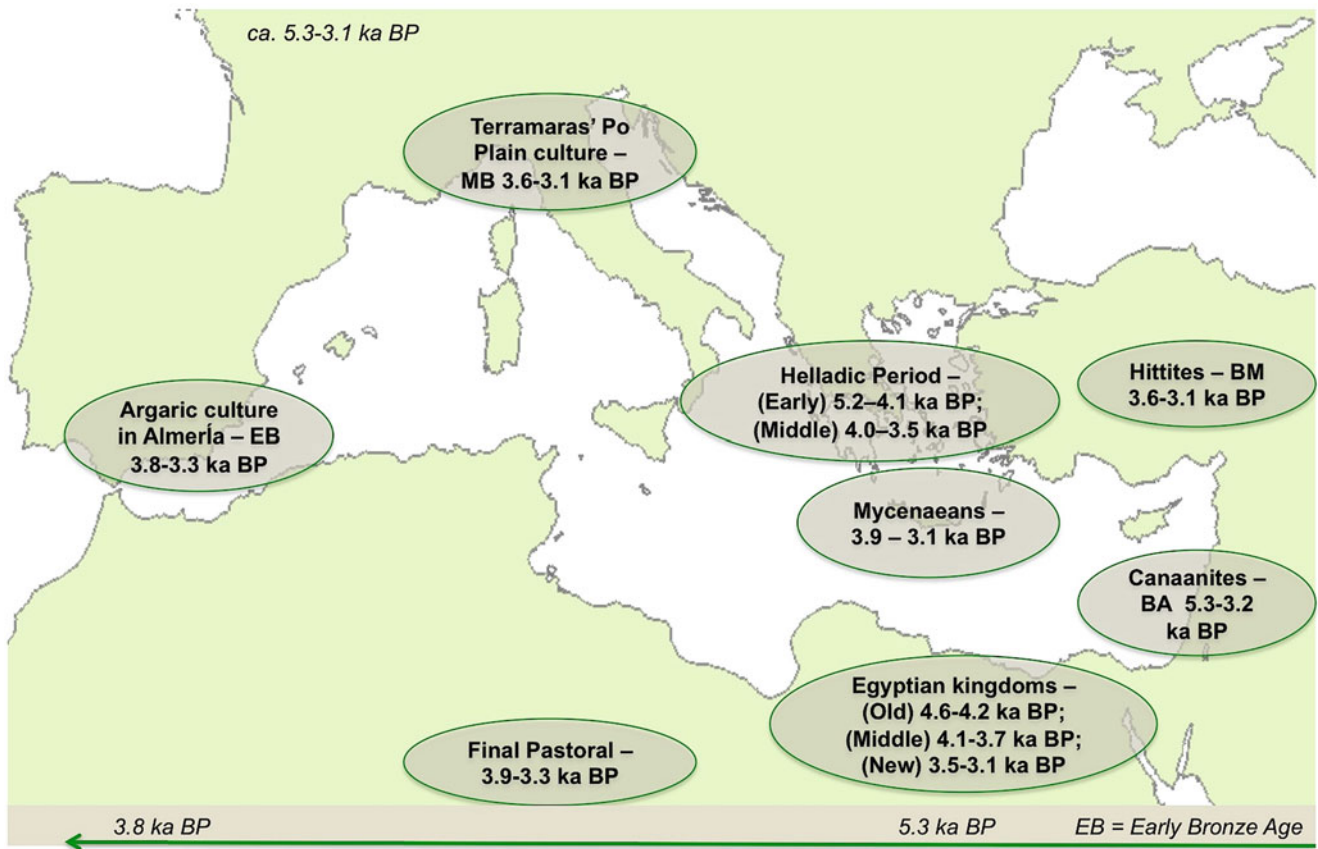 ca. 5.3-3.1 ka BP
Terramaras’ Po
Plain culture –
MB 3.6-3.1 ka BP
Helladic Period –
(Early) 5.2–4.1 ka BP;
(Middle) 4.0–3.5 ka BP
Hittites – BM
3.6-3.1 ka BP
Argaric culture
in AlmerÍa – EB
3.8-3.3 ka BP
Mycenaeans –
3.9 – 3.1 ka BP
Canaanites –
BA 5.3-3.2
ka BP
Egyptian kingdoms –
(Old) 4.6-4.2 ka BP;
(Middle) 4.1-3.7 ka BP;
(New) 3.5-3.1 ka BP
Final Pastoral –
3.9-3.3 ka BP
3.8 ka BP
5.3 ka BP
EB = Early Bronze Age